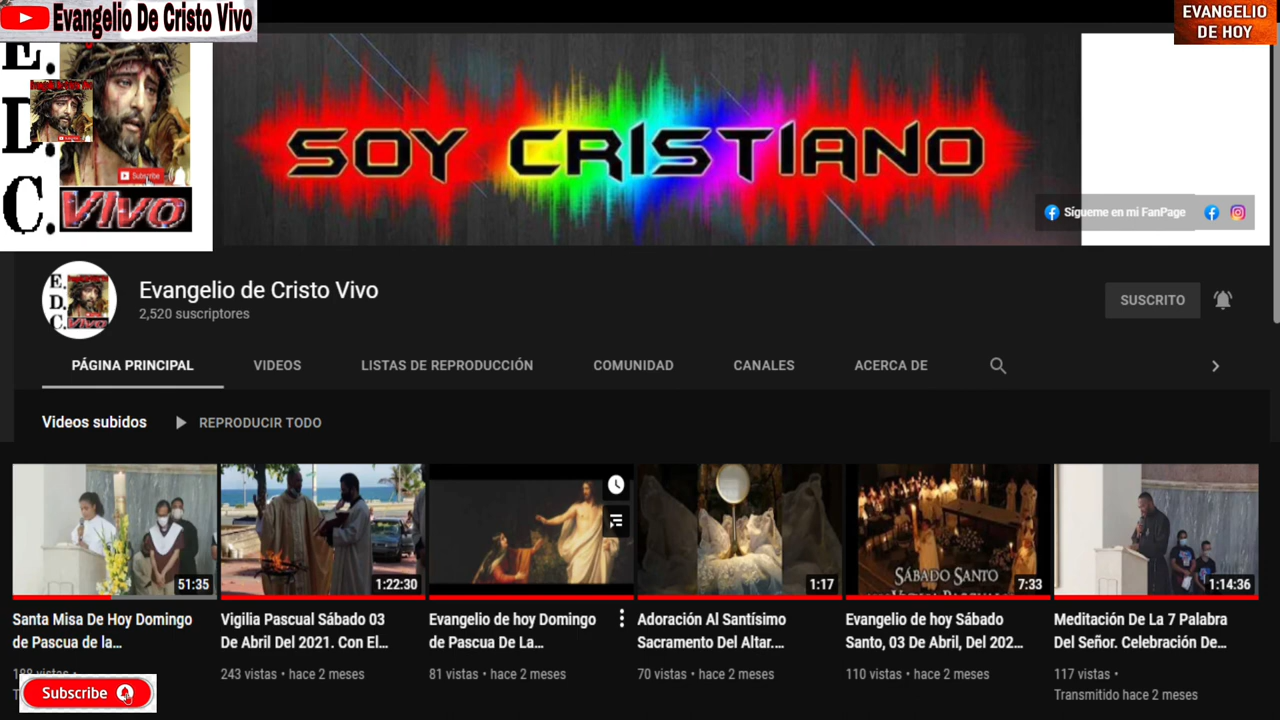 Evangelio De Cristo Vivo
EVANGELIO
DE HOY
E.
D.
C.
Vivo
Subscribe
SOY CRISTIANO
Sígueme en mi FanPage
E.
D.
C.
Vivo
Evangelio de Cristo Vivo
2,520 suscriptores
SUSCRITO
PÁGINA PRINCIPAL
VIDEOS
LISTAS DE REPRODUCCIÓN
COMUNIDAD
CANALES
ACERCA DE
Videos subidos
REPRODUCIR TODO
51:35
1:22:30
1:17
SÁBADO SANTO
7:33
1:14:36
Santa Misa De Hoy Domingo
de Pascua de la...
188 vistas •
Vigilia Pascual Sábado 03
De Abril Del 2021. Con El...
243 vistas • hace 2 meses
Evangelio de hoy Domingo
de Pascua De La...
81 vistas • hace 2 meses
Adoración Al Santísimo
Sacramento Del Altar....
70 vistas • hace 2 meses
Evangelio de hoy Sábado
Santo, 03 De Abril, Del 202...
110 vistas • hace 2 meses
Meditación De La 7 Palabra
Del Señor. Celebración De...
117 vistas •
Transmitido hace 2 meses
Subscribe